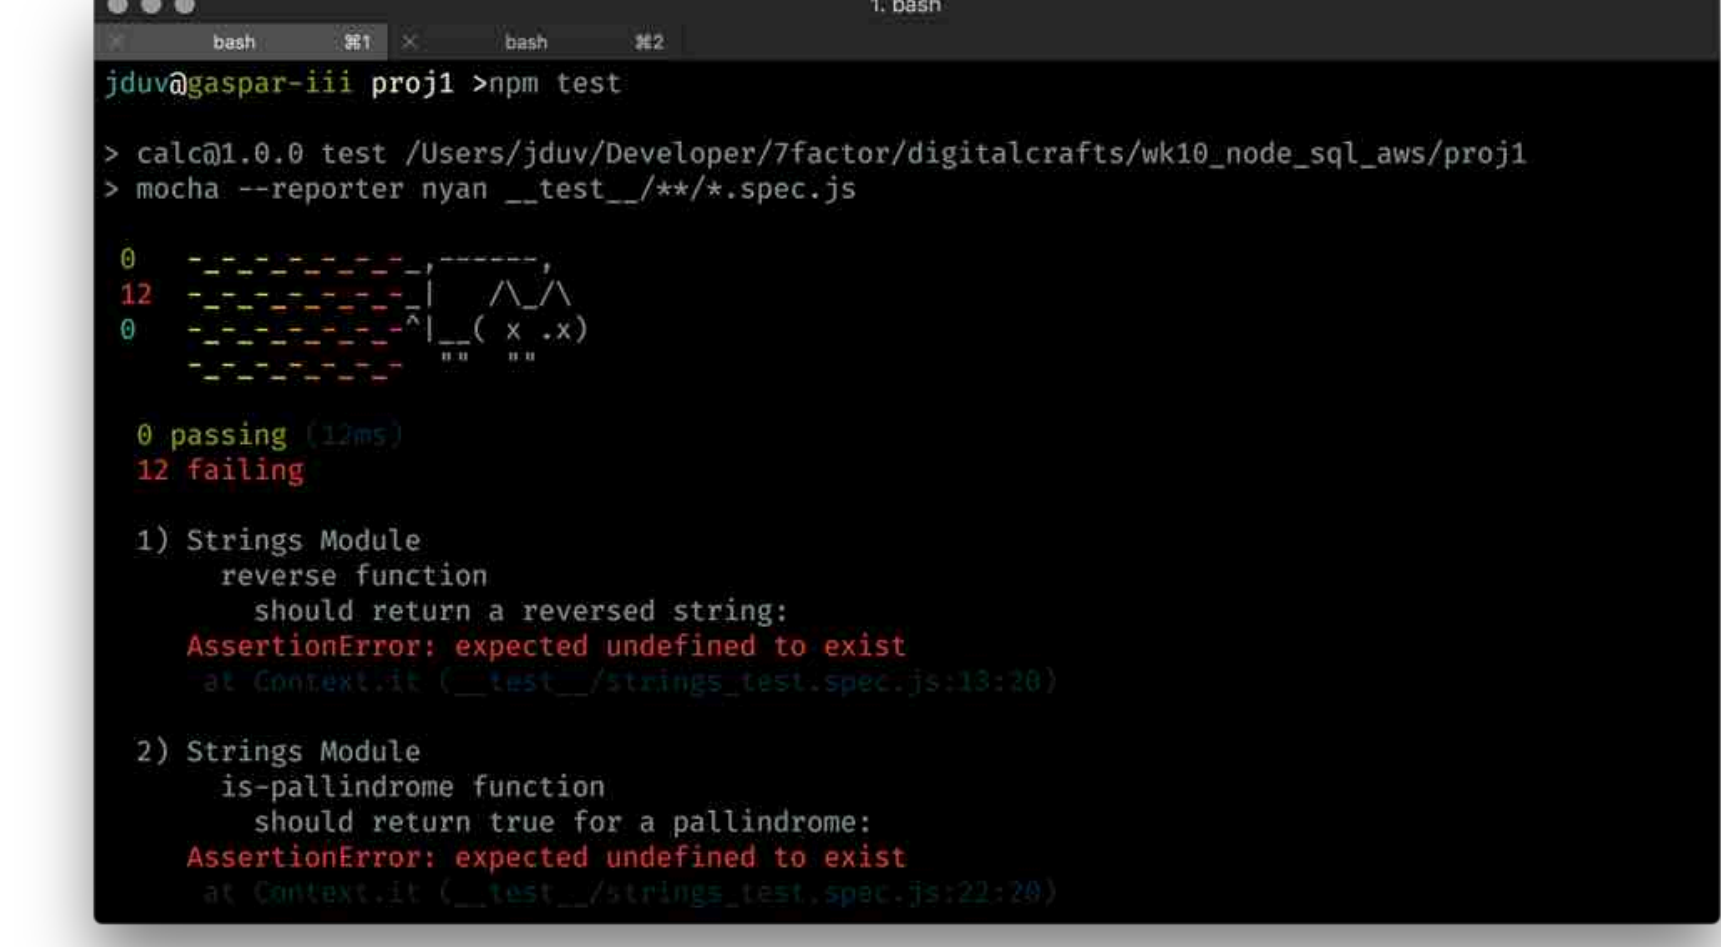 1. bash
bash ⌘1 bash ⌘2
jduv@gaspar-iii proj1 >npm test
> calc@1.0.0 test /Users/jduv/Developer/7factor/digitalcrafts/wk10_node_sql_aws/proj1
> mocha --reporter nyan __test__/**/*.spec.js
0 -_-_-_-_-_-_-_,------,
12 -_-_-_-_-_-_-_|   /\_/\
0 -_-_-_-_-_-_-^|__( x .x)
-_-_-_-_-_-_-  ""  ""
0 passing (12ms)
12 failing
1) Strings Module
reverse function
should return a reversed string:
AssertionError: expected undefined to exist
at Context.it (__test__/strings_test.spec.js:13:20)
2) Strings Module
is-pallindrome function
should return true for a pallindrome:
AssertionError: expected undefined to exist
at Context.it (__test__/strings_test.spec.js:22:20)